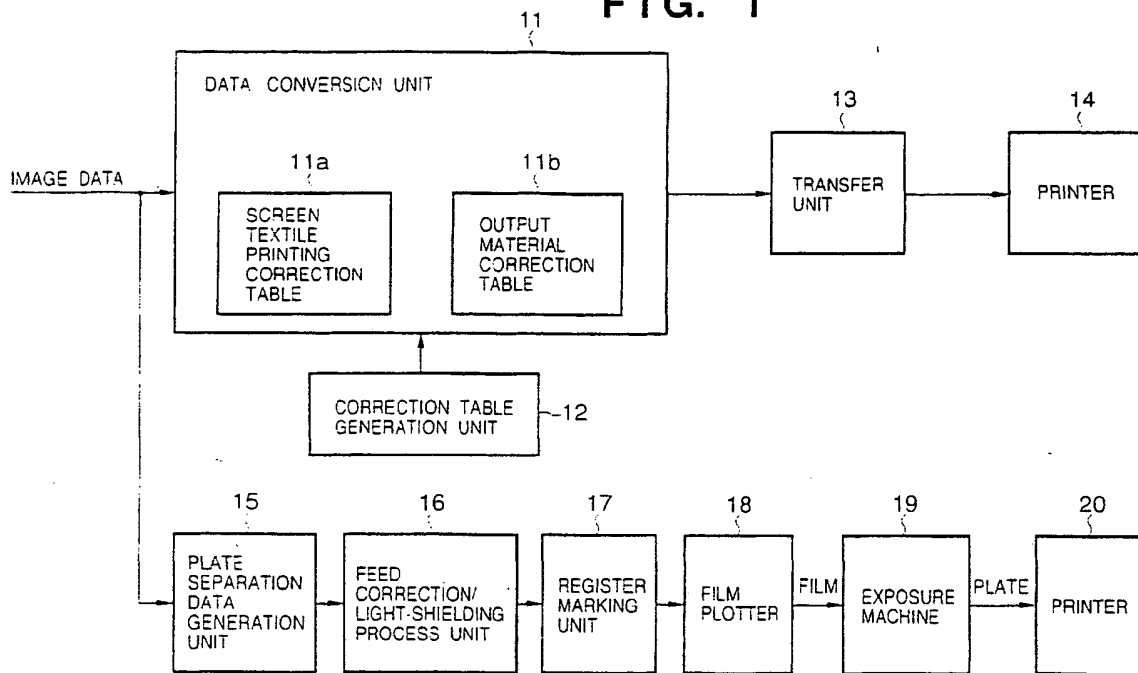 FIG. 1
11
DATA CONVERSION UNIT
13
14
IMAGE DATA
11a
11b
SCREEN
TEXTILE
PRINTING
CORRECTION
TABLE
OUTPUT
MATERIAL
CORRECTION
TABLE
TRANSFER
UNIT
PRINTER
CORRECTION TABLE
GENERATION UNIT
12
15
16
17
18
19
20
PLATE
SEPARATION
DATA
GENERATION
UNIT
FEED
CORRECTION/
LIGHT-SHIELDING
PROCESS UNIT
REGISTER
MARKING
UNIT
FILM
PLOTTER
FILM
EXPOSURE
MACHINE
PLATE
PRINTER